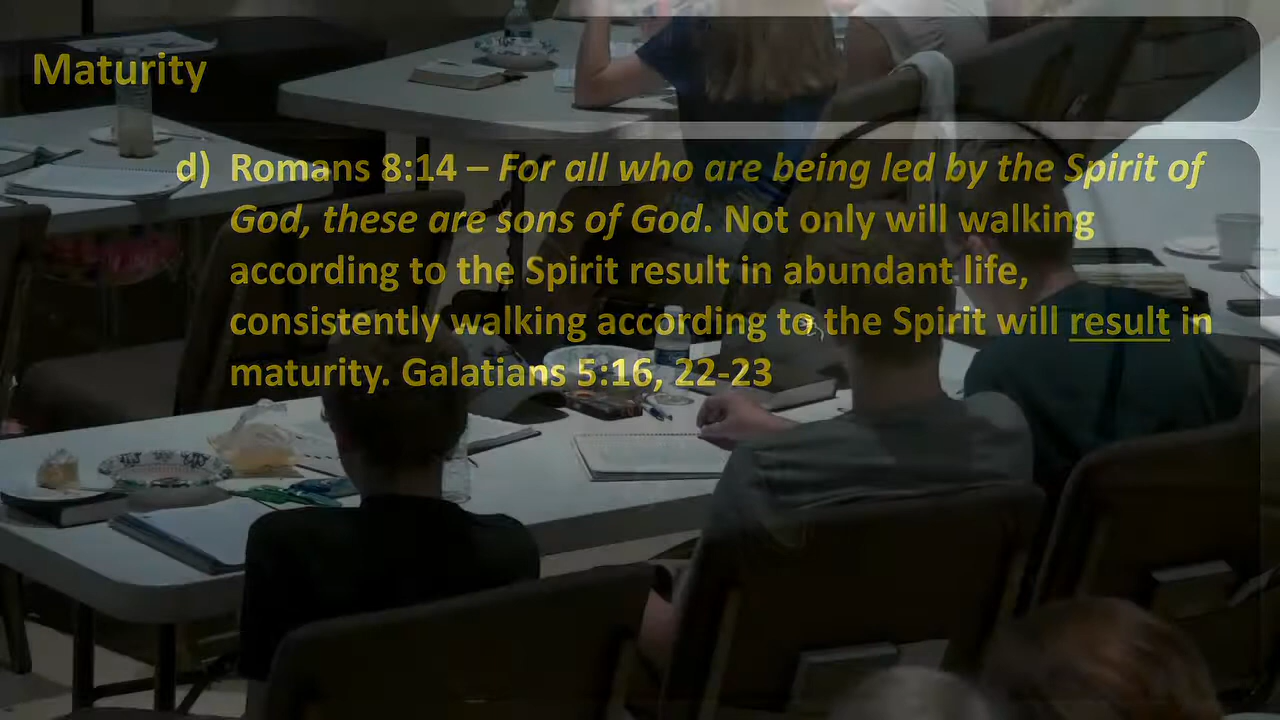 Maturity
d) Romans 8:14 – For all who are being led by the Spirit of
God, these are sons of God. Not only will walking
according to the Spirit result in abundant life,
consistently walking according to the Spirit will result in
maturity. Galatians 5:16, 22-23